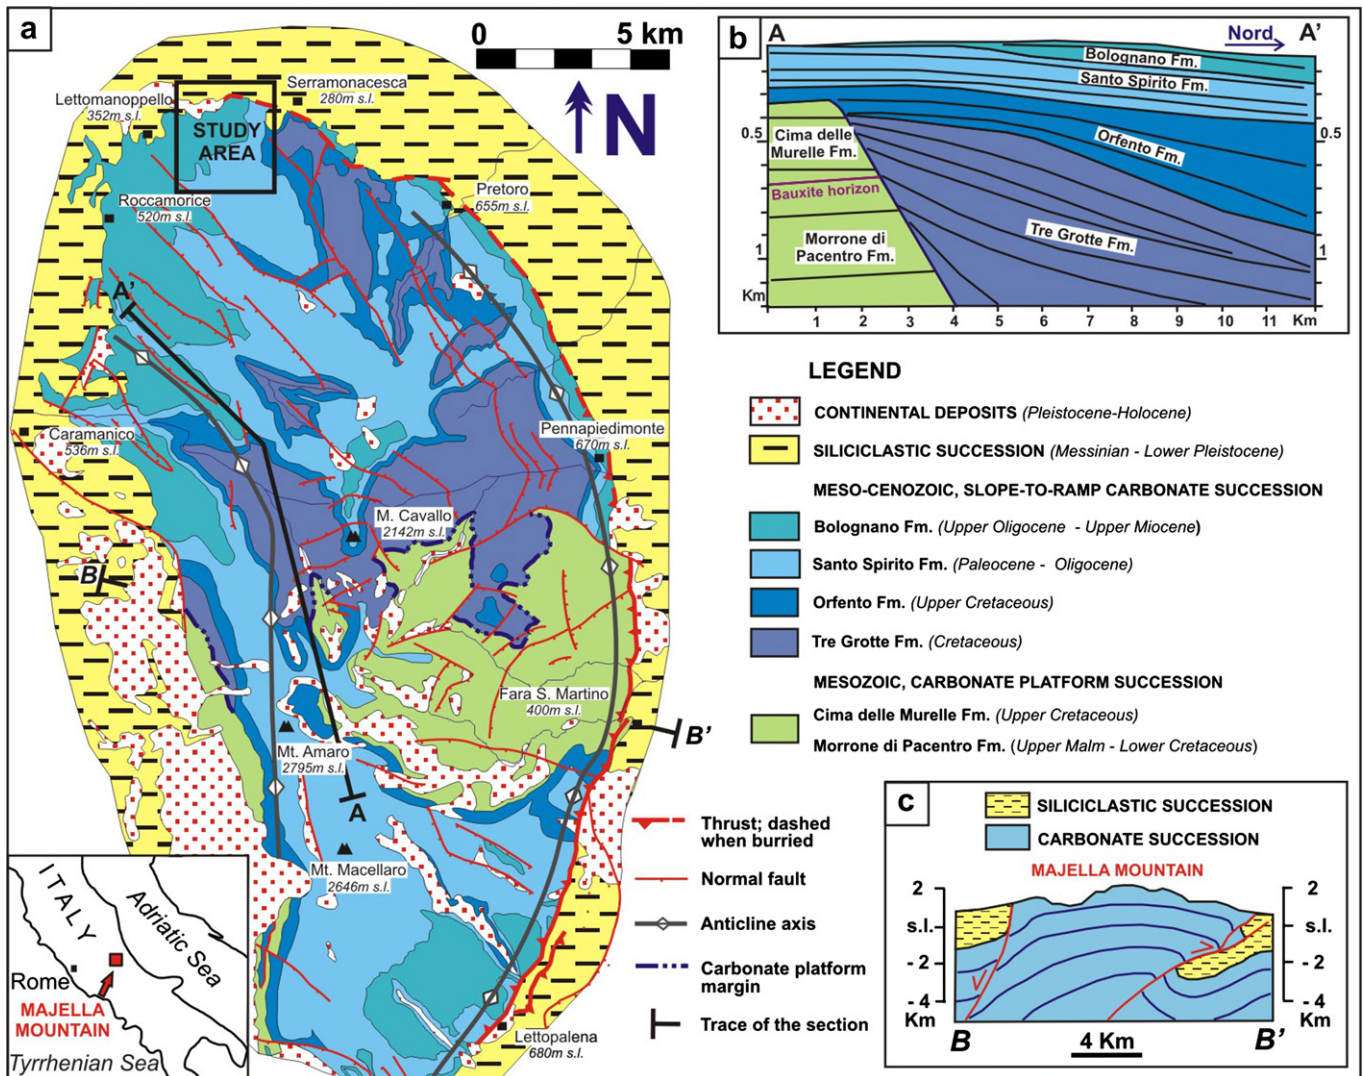 a
0 5 km
N
Serramonacesca
280m s.l.
Lettomanoppello
352m s.l.
STUDY
AREA
Roccamorice
520m s.l.
Pretoro
655m s.l.
A'
Caramanico
536m s.l.
Pennapiedimonte
670m s.l.
M. Cavallo
2142m s.l.
B
Fara S. Martino
400m s.l.
B'
Mt. Amaro
2795m s.l.
A
Mt. Macellaro
2646m s.l.
Lettopalena
680m s.l.
ITALY
Adriatic Sea
Rome
MAJELLA
MOUNTAIN
Tyrrhenian Sea
Thrust; dashed
when burried
Normal fault
Anticline axis
Carbonate platform
margin
Trace of the section
b
A Nord A'
Bolognano Fm.
Santo Spirito Fm.
Orfento Fm.
Cima delle
Murelle Fm.
Bauxite horizon
Tre Grotte Fm.
Morrone di
Pacentro Fm.
0.5 0.5
1 1
Km
1 2 3 4 5 6 7 8 9 10 11 Km
LEGEND
CONTINENTAL DEPOSITS (Pleistocene-Holocene)
SILICICLASTIC SUCCESSION (Messinian - Lower Pleistocene)
MESO-CENOZOIC, SLOPE-TO-RAMP CARBONATE SUCCESSION
Bolognano Fm. (Upper Oligocene - Upper Miocene)
Santo Spirito Fm. (Paleocene - Oligocene)
Orfento Fm. (Upper Cretaceous)
Tre Grotte Fm. (Cretaceous)
MESOZOIC, CARBONATE PLATFORM SUCCESSION
Cima delle Murelle Fm. (Upper Cretaceous)
Morrone di Pacentro Fm. (Upper Malm - Lower Cretaceous)
c
SILICICLASTIC SUCCESSION
CARBONATE SUCCESSION
MAJELLA MOUNTAIN
2 2
s.l. s.l.
- 2 - 2
- 4 - 4
Km Km
B B'
4 Km